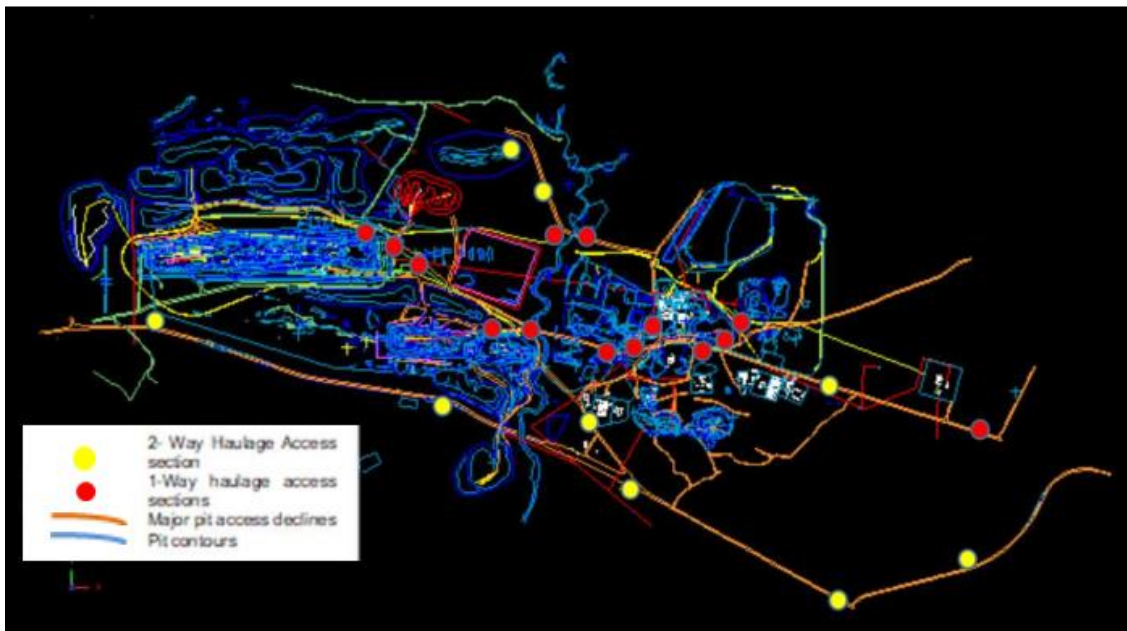 2- Way Haulage Access
section
1-Way haulage access
sections
Major pit access declines
Pit contours